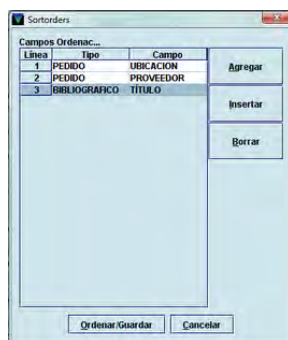 Sortorders
Campos Ordenac...
Línea Tipo Campo
1 PEDIDO UBICACION
2 PEDIDO PROVEEDOR
3 BIBLIOGRAFICO TÍTULO
Agregar
Insertar
Borrar
Ordenar/Guardar Cancelar